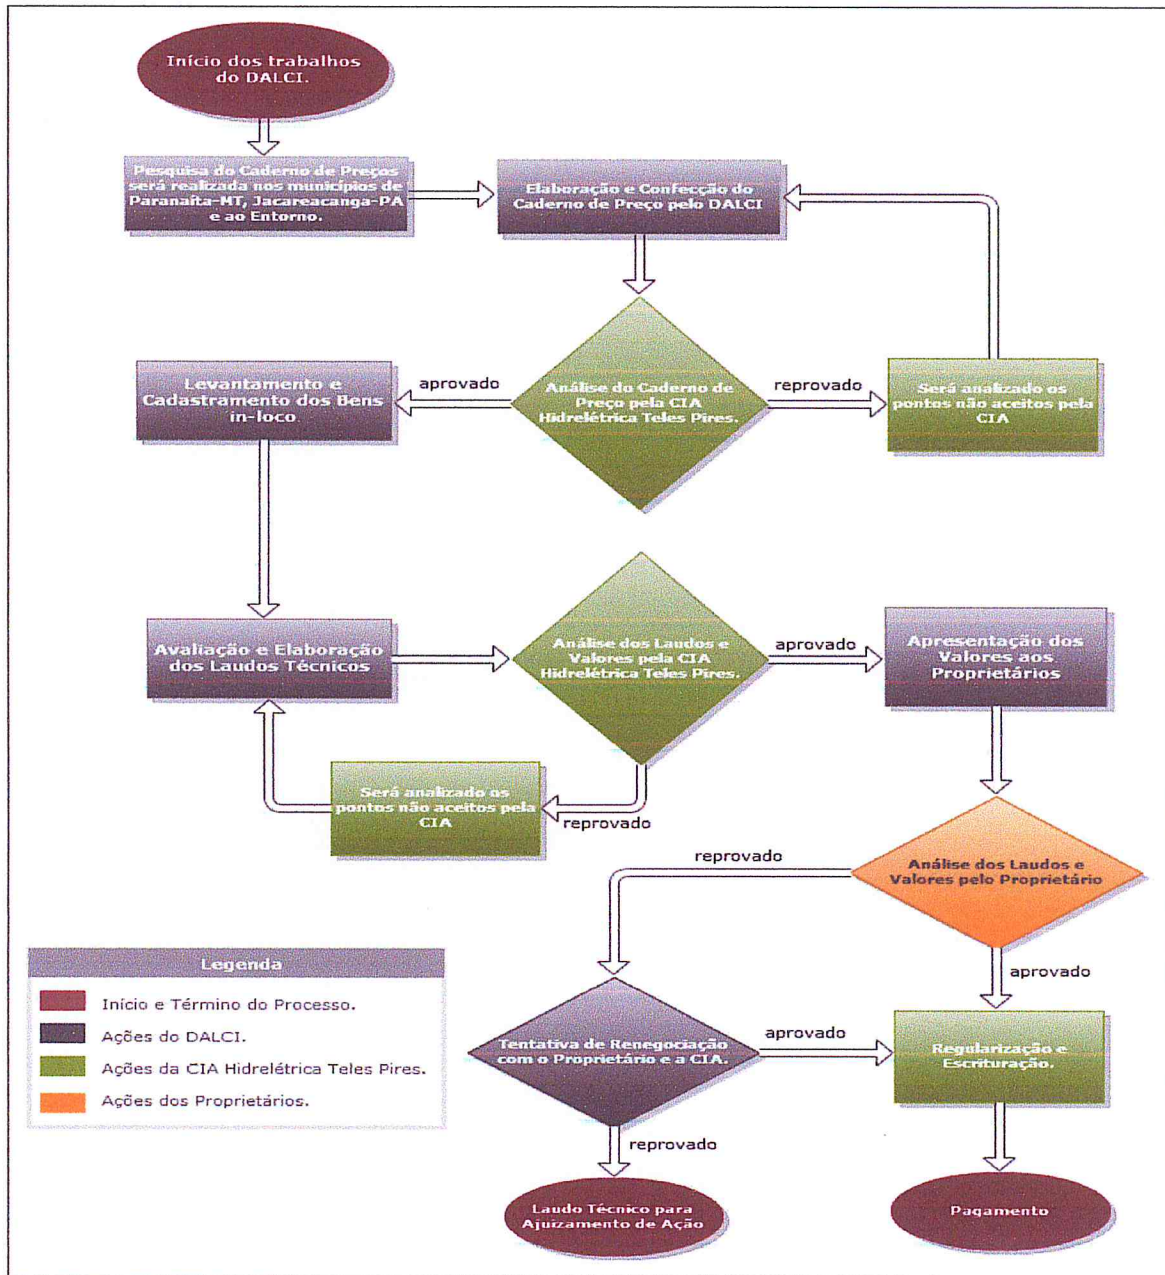 Início dos trabalhos
do DALCI.
Pesquisa do Caderno de Preços
será realizada nos municípios de
Paranaíta-MT, Jacareacanga-PA
e ao Entorno.
Elaboração e Confecção do
Caderno de Preço pelo DALCI
Levantamento e
Cadastramento dos Bens
in-loco
aprovado
Análise do Caderno de
Preço pela CIA
Hidrelétrica Teles Pires.
reprovado
Será analizado os
pontos não aceitos pela
CIA
Avaliação e Elaboração
dos Laudos Técnicos
Análise dos Laudos e
Valores pela CIA
Hidrelétrica Teles Pires.
aprovado
Apresentação dos
Valores aos
Proprietários
Será analizado os
pontos não aceitos pela
CIA
reprovado
reprovado
Análise dos Laudos e
Valores pelo Proprietário
aprovado
Legenda
Início e Término do Processo.
Ações do DALCI.
Ações da CIA Hidrelétrica Teles Pires.
Ações dos Proprietários.
Tentativa de Renegociação
com o Proprietário e a CIA.
aprovado
Regularização e
Escrituração.
reprovado
Laudo Técnico para
Ajuizamento de Ação
Pagamento